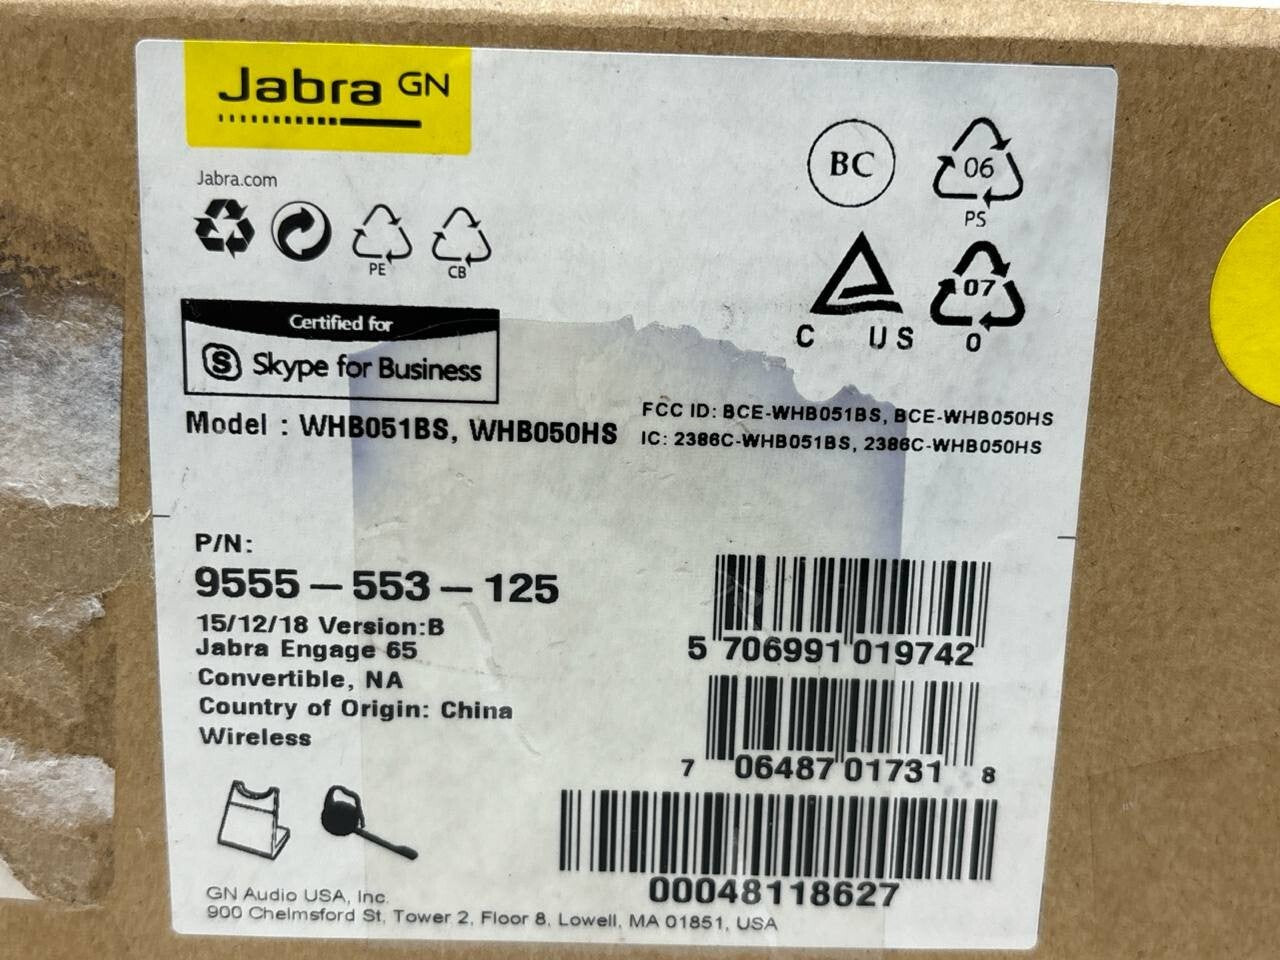 Jabra GN
Jabra.com
BC
06
PS
PE
CB
07
O
C US
Certified for
Skype for Business
Model : WHB051BS, WHB050HS
FCC ID: BCE-WHB051BS, BCE-WHB050HS
IC: 2386C-WHB051BS, 2386C-WHB050HS
P/N:
9555 – 553 – 125
15/12/18 Version:B
Jabra Engage 65
Convertible, NA
Country of Origin: China
Wireless
5 706991 019742
7 06487 01731 8
00048118627
GN Audio USA, Inc.
900 Chelmsford St, Tower 2, Floor 8, Lowell, MA 01851, USA